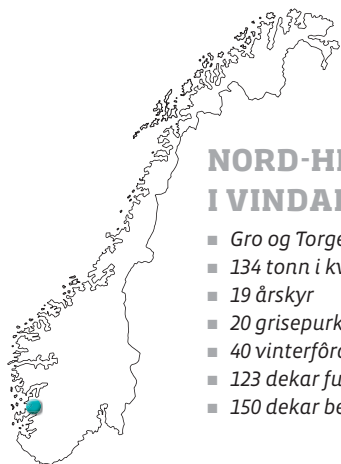 NORD-HE
I VINDA
Gro og Torge
134 tonn i kv
19 årskyr
20 grisepurk
40 vinterfôra
123 dekar fu
150 dekar be